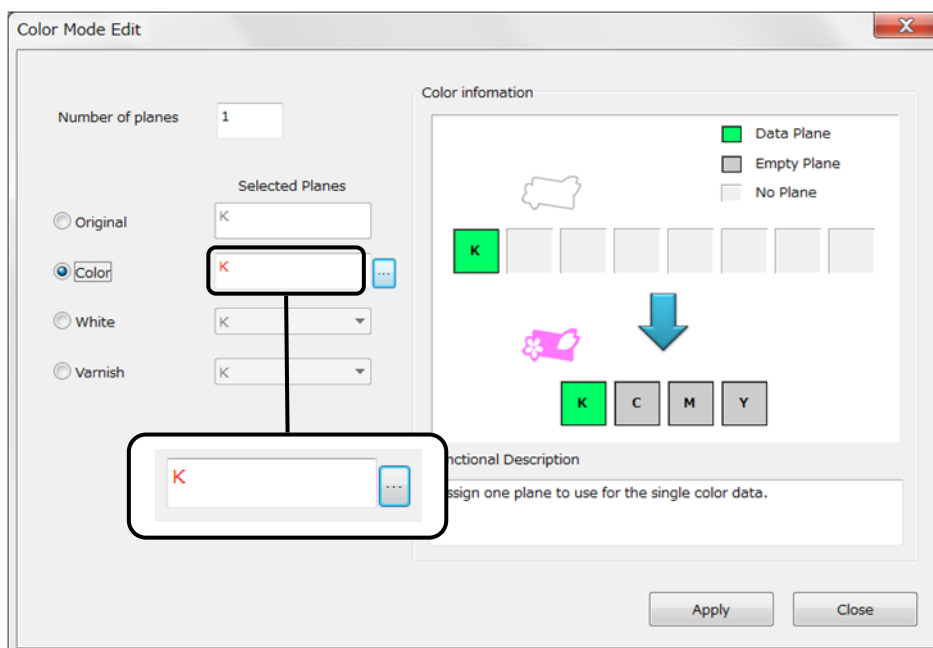 Color Mode Edit
X
Number of planes
1
Selected Planes
Original
K
Color
K
...
White
K
Varnish
K
K
...
Color infomation
Data Plane
Empty Plane
No Plane
K
K C M Y
nctional Description
ssign one plane to use for the single color data.
Apply
Close